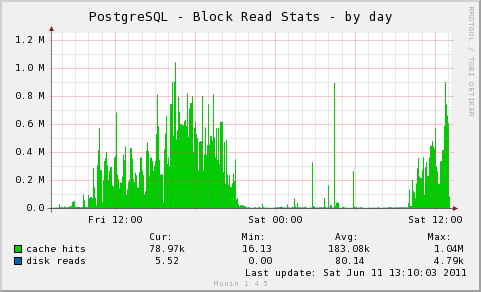 PostgreSQL - Block Read Stats - by day
RRDTOOL / TOBI OETIKER
1.2 M
1.0 M
0.8 M
0.6 M
0.4 M
0.2 M
0.0
Fri 12:00 Sat 00:00 Sat 12:00
Cur: Min: Avg: Max:
cache hits 78.97k 16.13 183.08k 1.04M
disk reads 5.52 0.00 80.14 4.79k
Last update: Sat Jun 11 13:10:03 2011
Munin 1.4.5